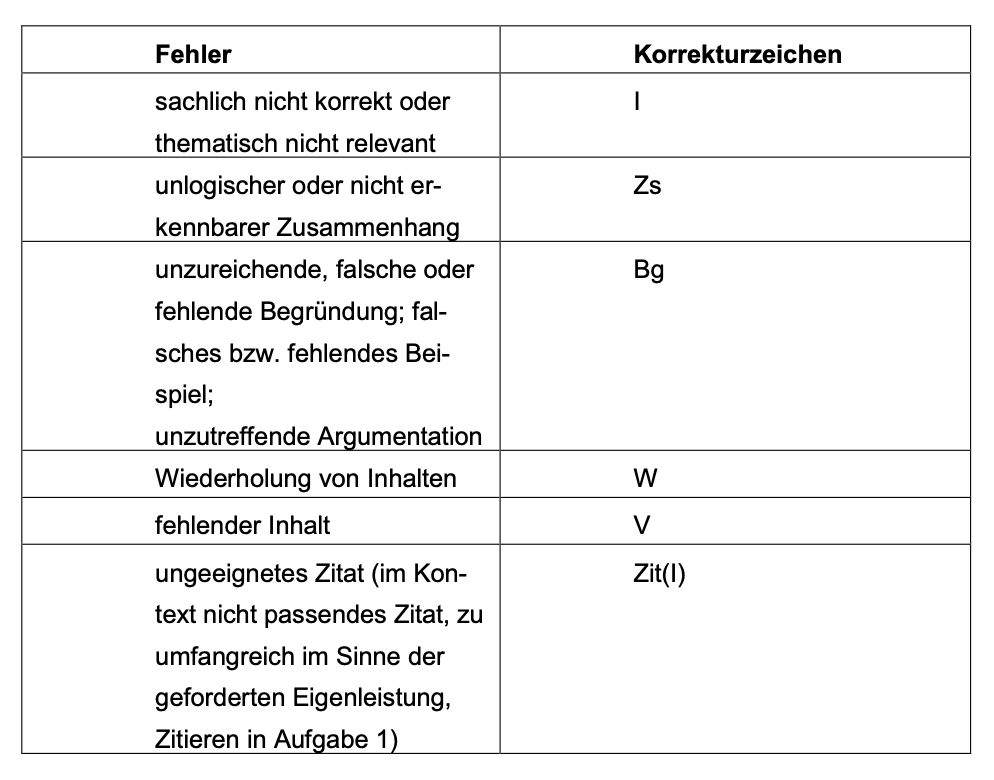 Fehler Korrekturzeichen
sachlich nicht korrekt oder I
thematisch nicht relevant
unlogischer oder nicht er- Zs
kennbarer Zusammenhang
unzureichende, falsche oder Bg
fehlende Begründung; fal-
sches bzw. fehlendes Bei-
spiel;
unzutreffende Argumentation
Wiederholung von Inhalten W
fehlender Inhalt V
ungeeignetes Zitat (im Kon- Zit(I)
text nicht passendes Zitat, zu
umfangreich im Sinne der
geforderten Eigenleistung,
Zitieren in Aufgabe 1)